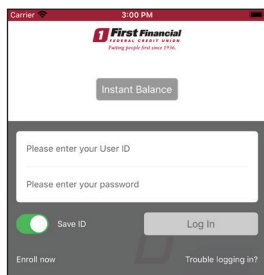 Carrier 3:00 PM
1 First Financial
FEDERAL CREDIT UNION
Putting people first since 1936.
Instant Balance
Please enter your User ID
Please enter your password
Save ID
Log In
Enroll now
Trouble logging in?